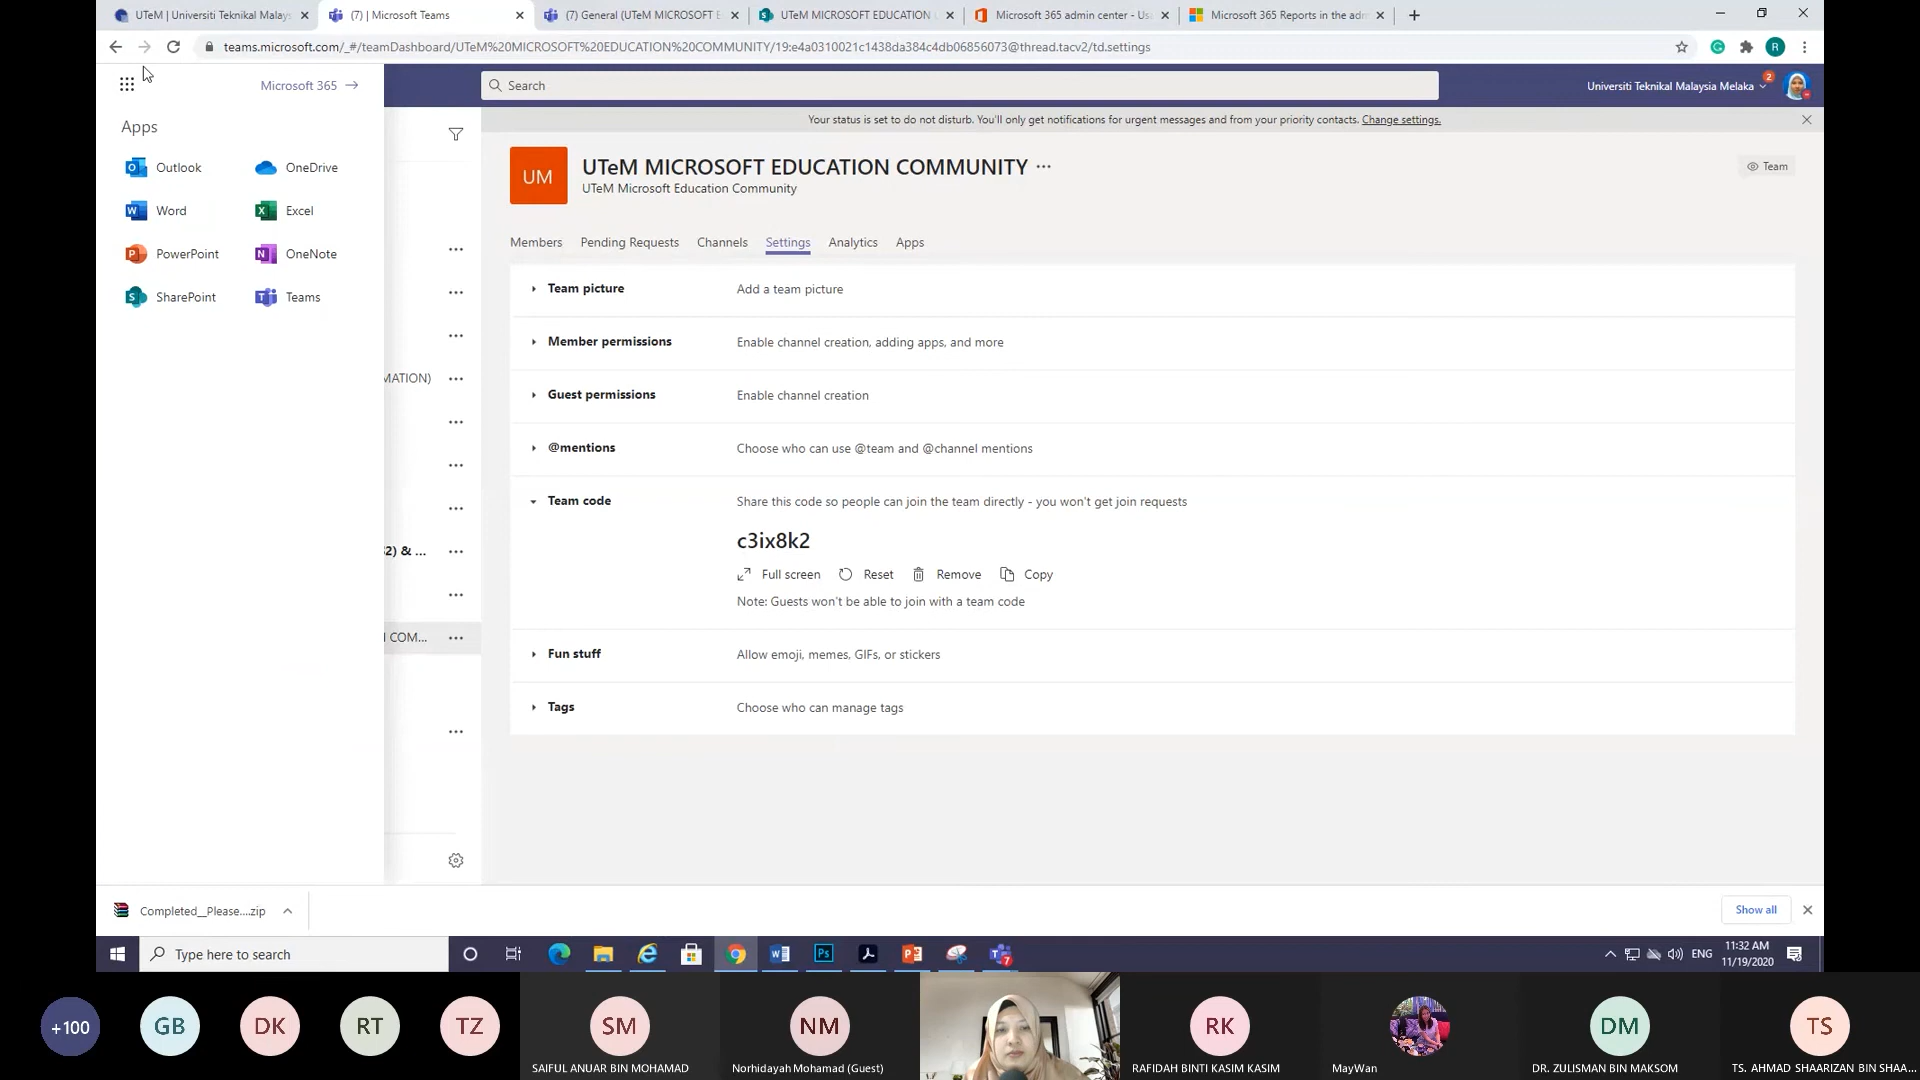 UTeM | Universiti Teknikal Malays
(7) | Microsoft Teams
(7) General (UTeM MICROSOFT E
UTeM MICROSOFT EDUCATION
Microsoft 365 admin center - Us
Microsoft 365 Reports in the adn
teams.microsoft.com/_#/teamDashboard/UTeM%20MICROSOFT%20EDUCATION%20COMMUNITY/19:e4a0310021c1438da384c4db06856073@thread.tacv2/td.settings
R
Microsoft 365
Search
Universiti Teknikal Malaysia Melaka
2
Your status is set to do not disturb. You'll only get notifications for urgent messages and from your priority contacts. Change settings.
Apps
Outlook
OneDrive
Word
Excel
PowerPoint
OneNote
SharePoint
Teams
MATION)
2) & ...
COM...
UM
UTeM MICROSOFT EDUCATION COMMUNITY ...
UTeM Microsoft Education Community
Team
Members
Pending Requests
Channels
Settings
Analytics
Apps
Team picture
Add a team picture
Member permissions
Enable channel creation, adding apps, and more
Guest permissions
Enable channel creation
@mentions
Choose who can use @team and @channel mentions
Team code
Share this code so people can join the team directly - you won't get join requests
c3ix8k2
Full screen
Reset
Remove
Copy
Note: Guests won't be able to join with a team code
Fun stuff
Allow emoji, memes, GIFs, or stickers
Tags
Choose who can manage tags
Completed__Please....zip
Show all
Type here to search
ENG
11:32 AM
11/19/2020
+100
GB
DK
RT
TZ
SM
SAIFUL ANUAR BIN MOHAMAD
NM
Norhidayah Mohamad (Guest)
RK
RAFIDAH BINTI KASIM KASIM
MayWan
DM
DR. ZULISMAN BIN MAKSOM
TS
TS. AHMAD SHAARIZAN BIN SHAA...